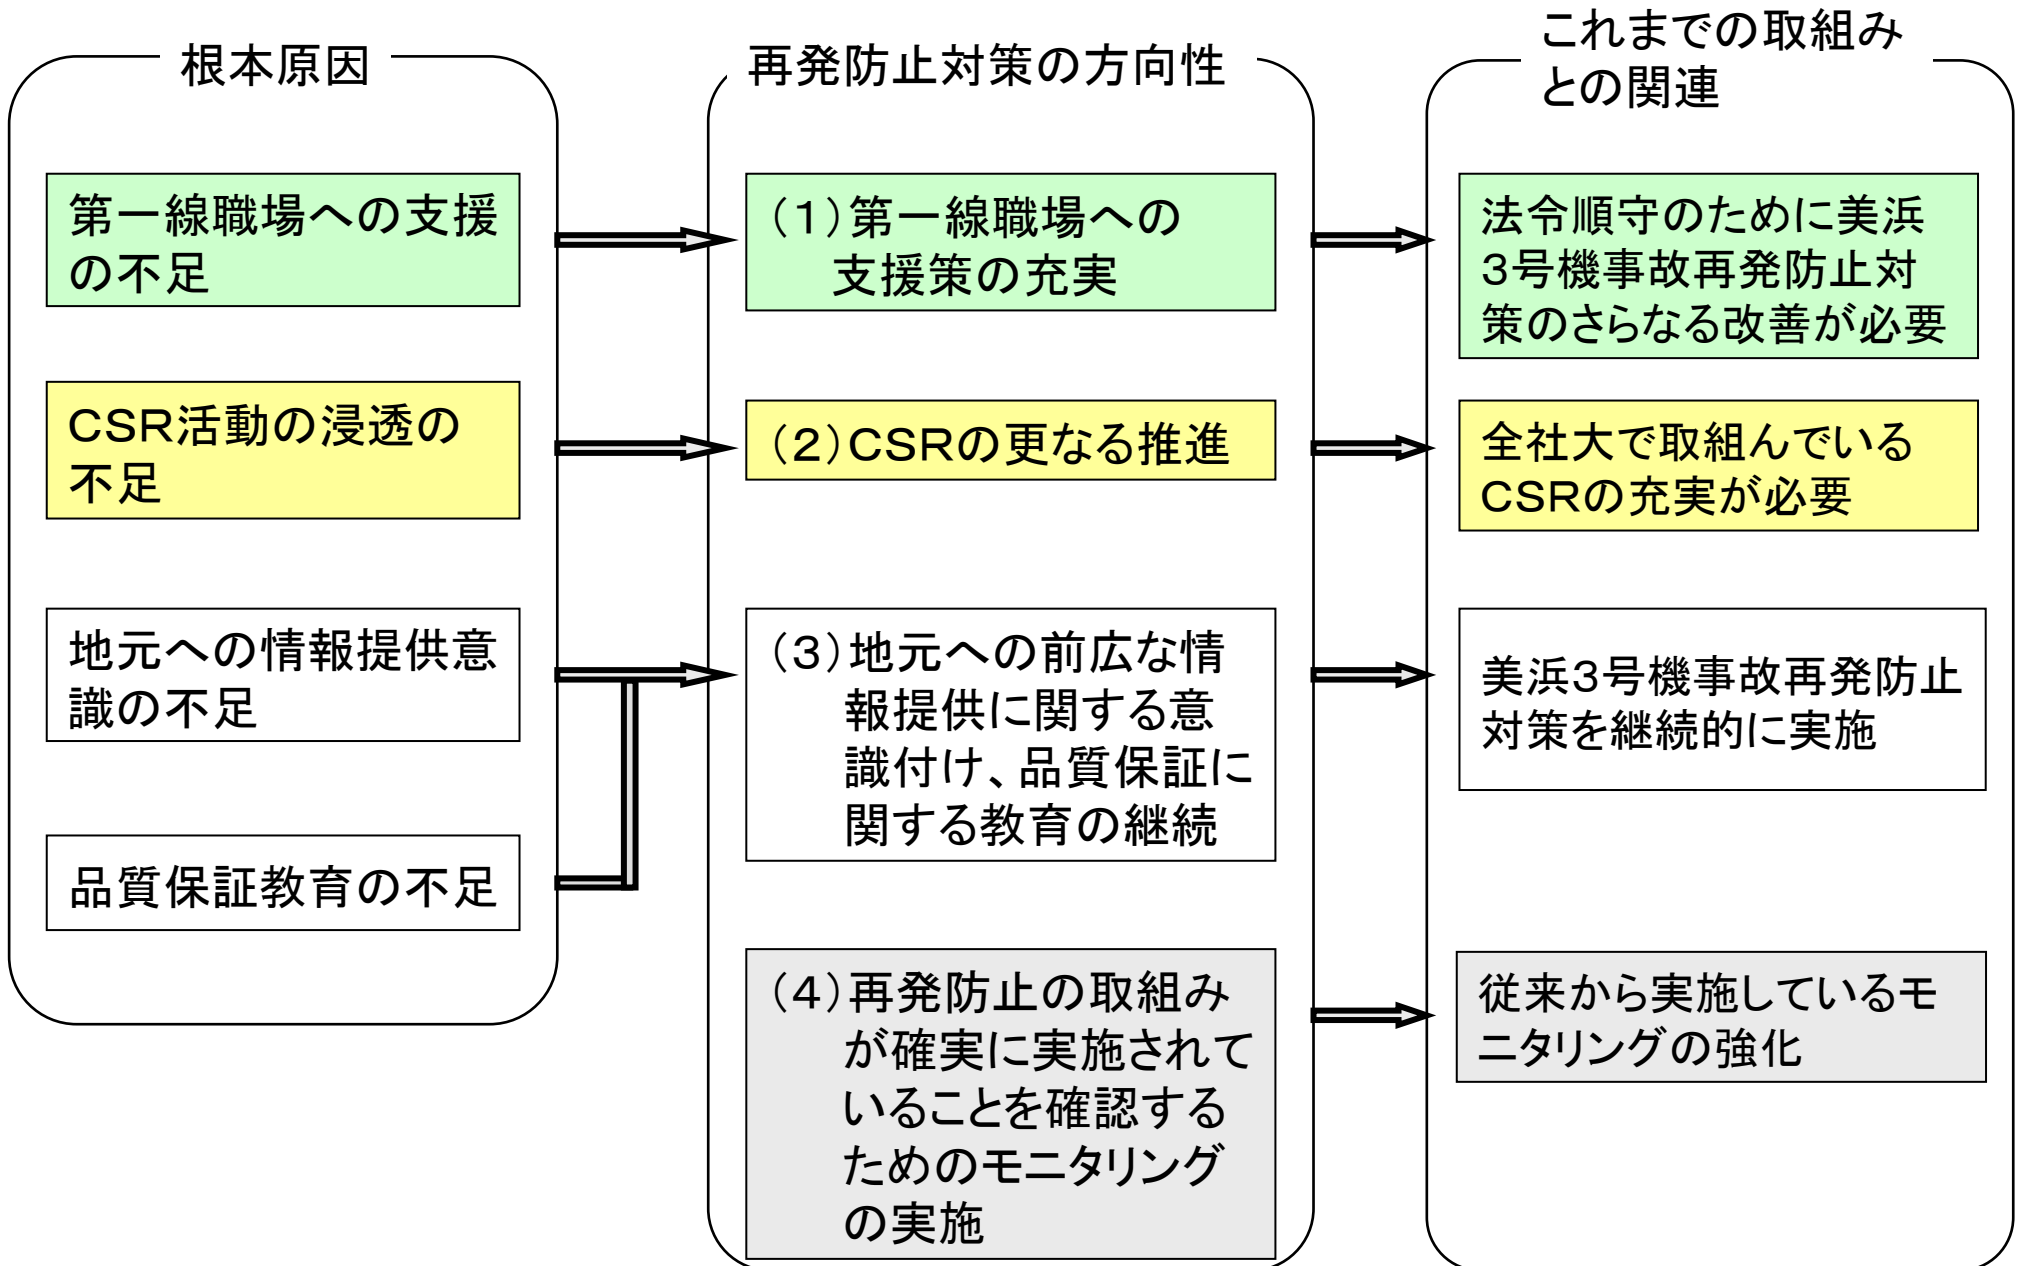 根本原因
第一線職場への支援
の不足
CSR活動の浸透の
不足
地元への情報提供意
識の不足
品質保証教育の不足
再発防止対策の方向性
(1)第一線職場への
支援策の充実
(2)CSRの更なる推進
(3)地元への前広な情
報提供に関する意
識付け、品質保証に
関する教育の継続
(4)再発防止の取組み
が確実に実施されて
いることを確認する
ためのモニタリング
の実施
これまでの取組み
との関連
法令順守のために美浜
3号機事故再発防止対
策のさらなる改善が必要
全社大で取組んでいる
CSRの充実が必要
美浜3号機事故再発防止
対策を継続的に実施
従来から実施しているモ
ニタリングの強化